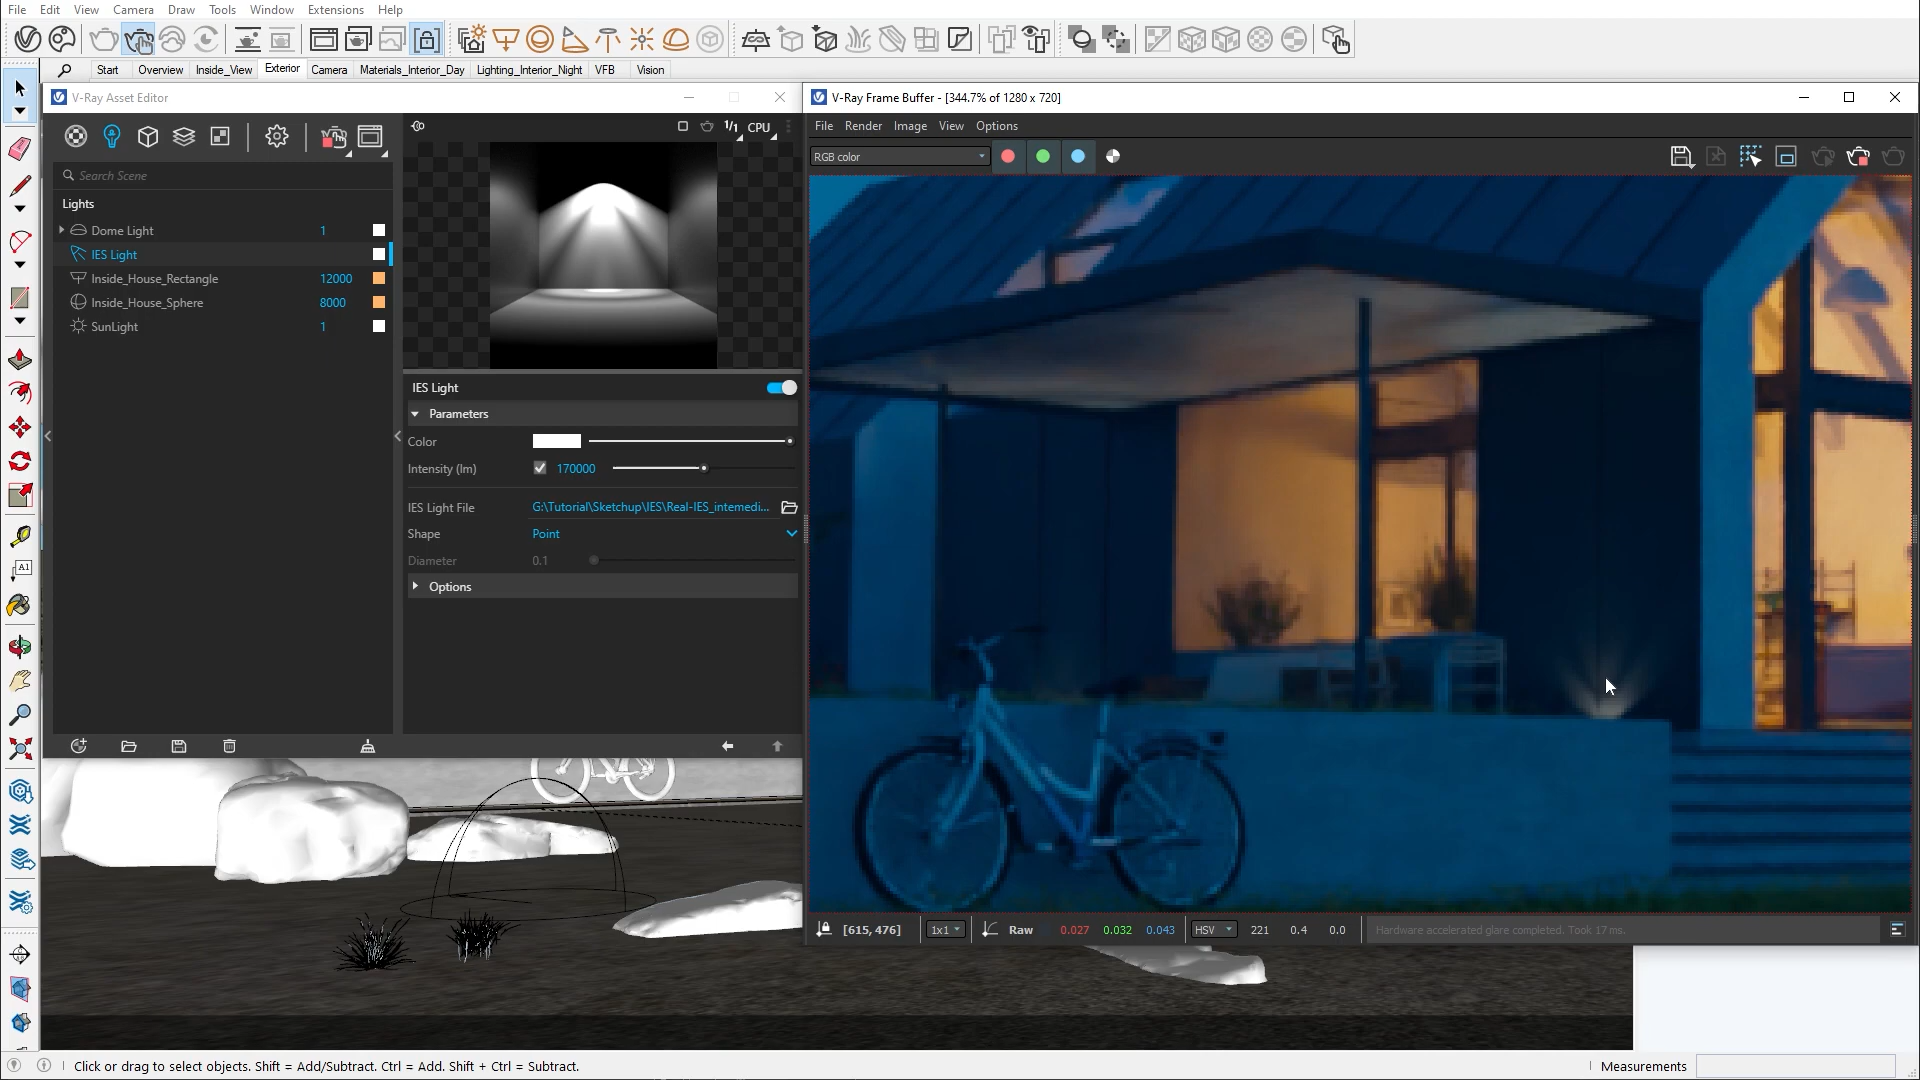 File Edit View Camera Draw Tools Window Extensions Help
Start Overview Inside_View Exterior Camera Materials_Interior_Day Lighting_Interior_Night VFB Vision
V-Ray Asset Editor
1/1 CPU
Search Scene
Lights
Dome Light 1
IES Light
Inside_House_Rectangle 12000
Inside_House_Sphere 8000
SunLight 1
IES Light
Parameters
Color
Intensity (lm) 170000
IES Light File G:\Tutorial\Sketchup\IES\Real-IES_intemedi...
Shape Point
Diameter 0.1
Options
V-Ray Frame Buffer - [344.7% of 1280 x 720]
File Render Image View Options
RGB color
[615, 476] 1x1 Raw 0.027 0.032 0.043 HSV 221 0.4 0.0 Hardware accelerated glare completed. Took 17 ms.
A1
Click or drag to select objects. Shift = Add/Subtract. Ctrl = Add. Shift + Ctrl = Subtract.
Measurements